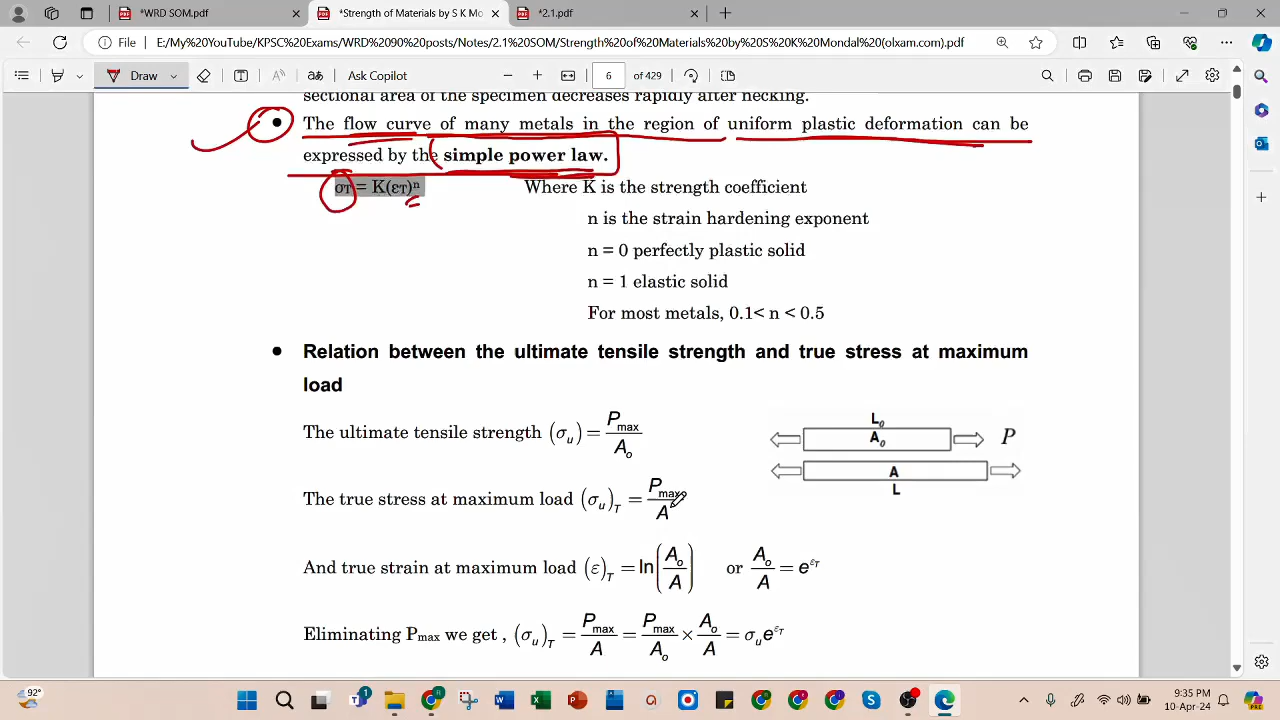 *WRD SOM.pdf
*Strength of Materials by S K Mo
*2.1.pdf
File
E:/My%20YouTube/KPSC%20Exams/WRD%2090%20posts/Notes/2.1%20SOM/Strength%20of%20Materials%20by%20S%20K%20Mondal%20(olxam.com).pdf
Draw
Ask Copilot
6 of 429
sectional area of the specimen decreases rapidly after necking.
• The flow curve of many metals in the region of uniform plastic deformation can be
expressed by the simple power law.
σT = K(εT)ⁿ Where K is the strength coefficient
n is the strain hardening exponent
n = 0 perfectly plastic solid
n = 1 elastic solid
For most metals, 0.1< n < 0.5
• Relation between the ultimate tensile strength and true stress at maximum
load
The ultimate tensile strength (σu) = Pmax / Ao
L0
A0
P
A
L
The true stress at maximum load (σu)T = Pmax / A
And true strain at maximum load (ε)T = ln(Ao / A) or Ao / A = e^εT
Eliminating Pmax we get , (σu)T = Pmax / A = Pmax / Ao × Ao / A = σu e^εT
92°
1
9:35 PM
10-Apr-24